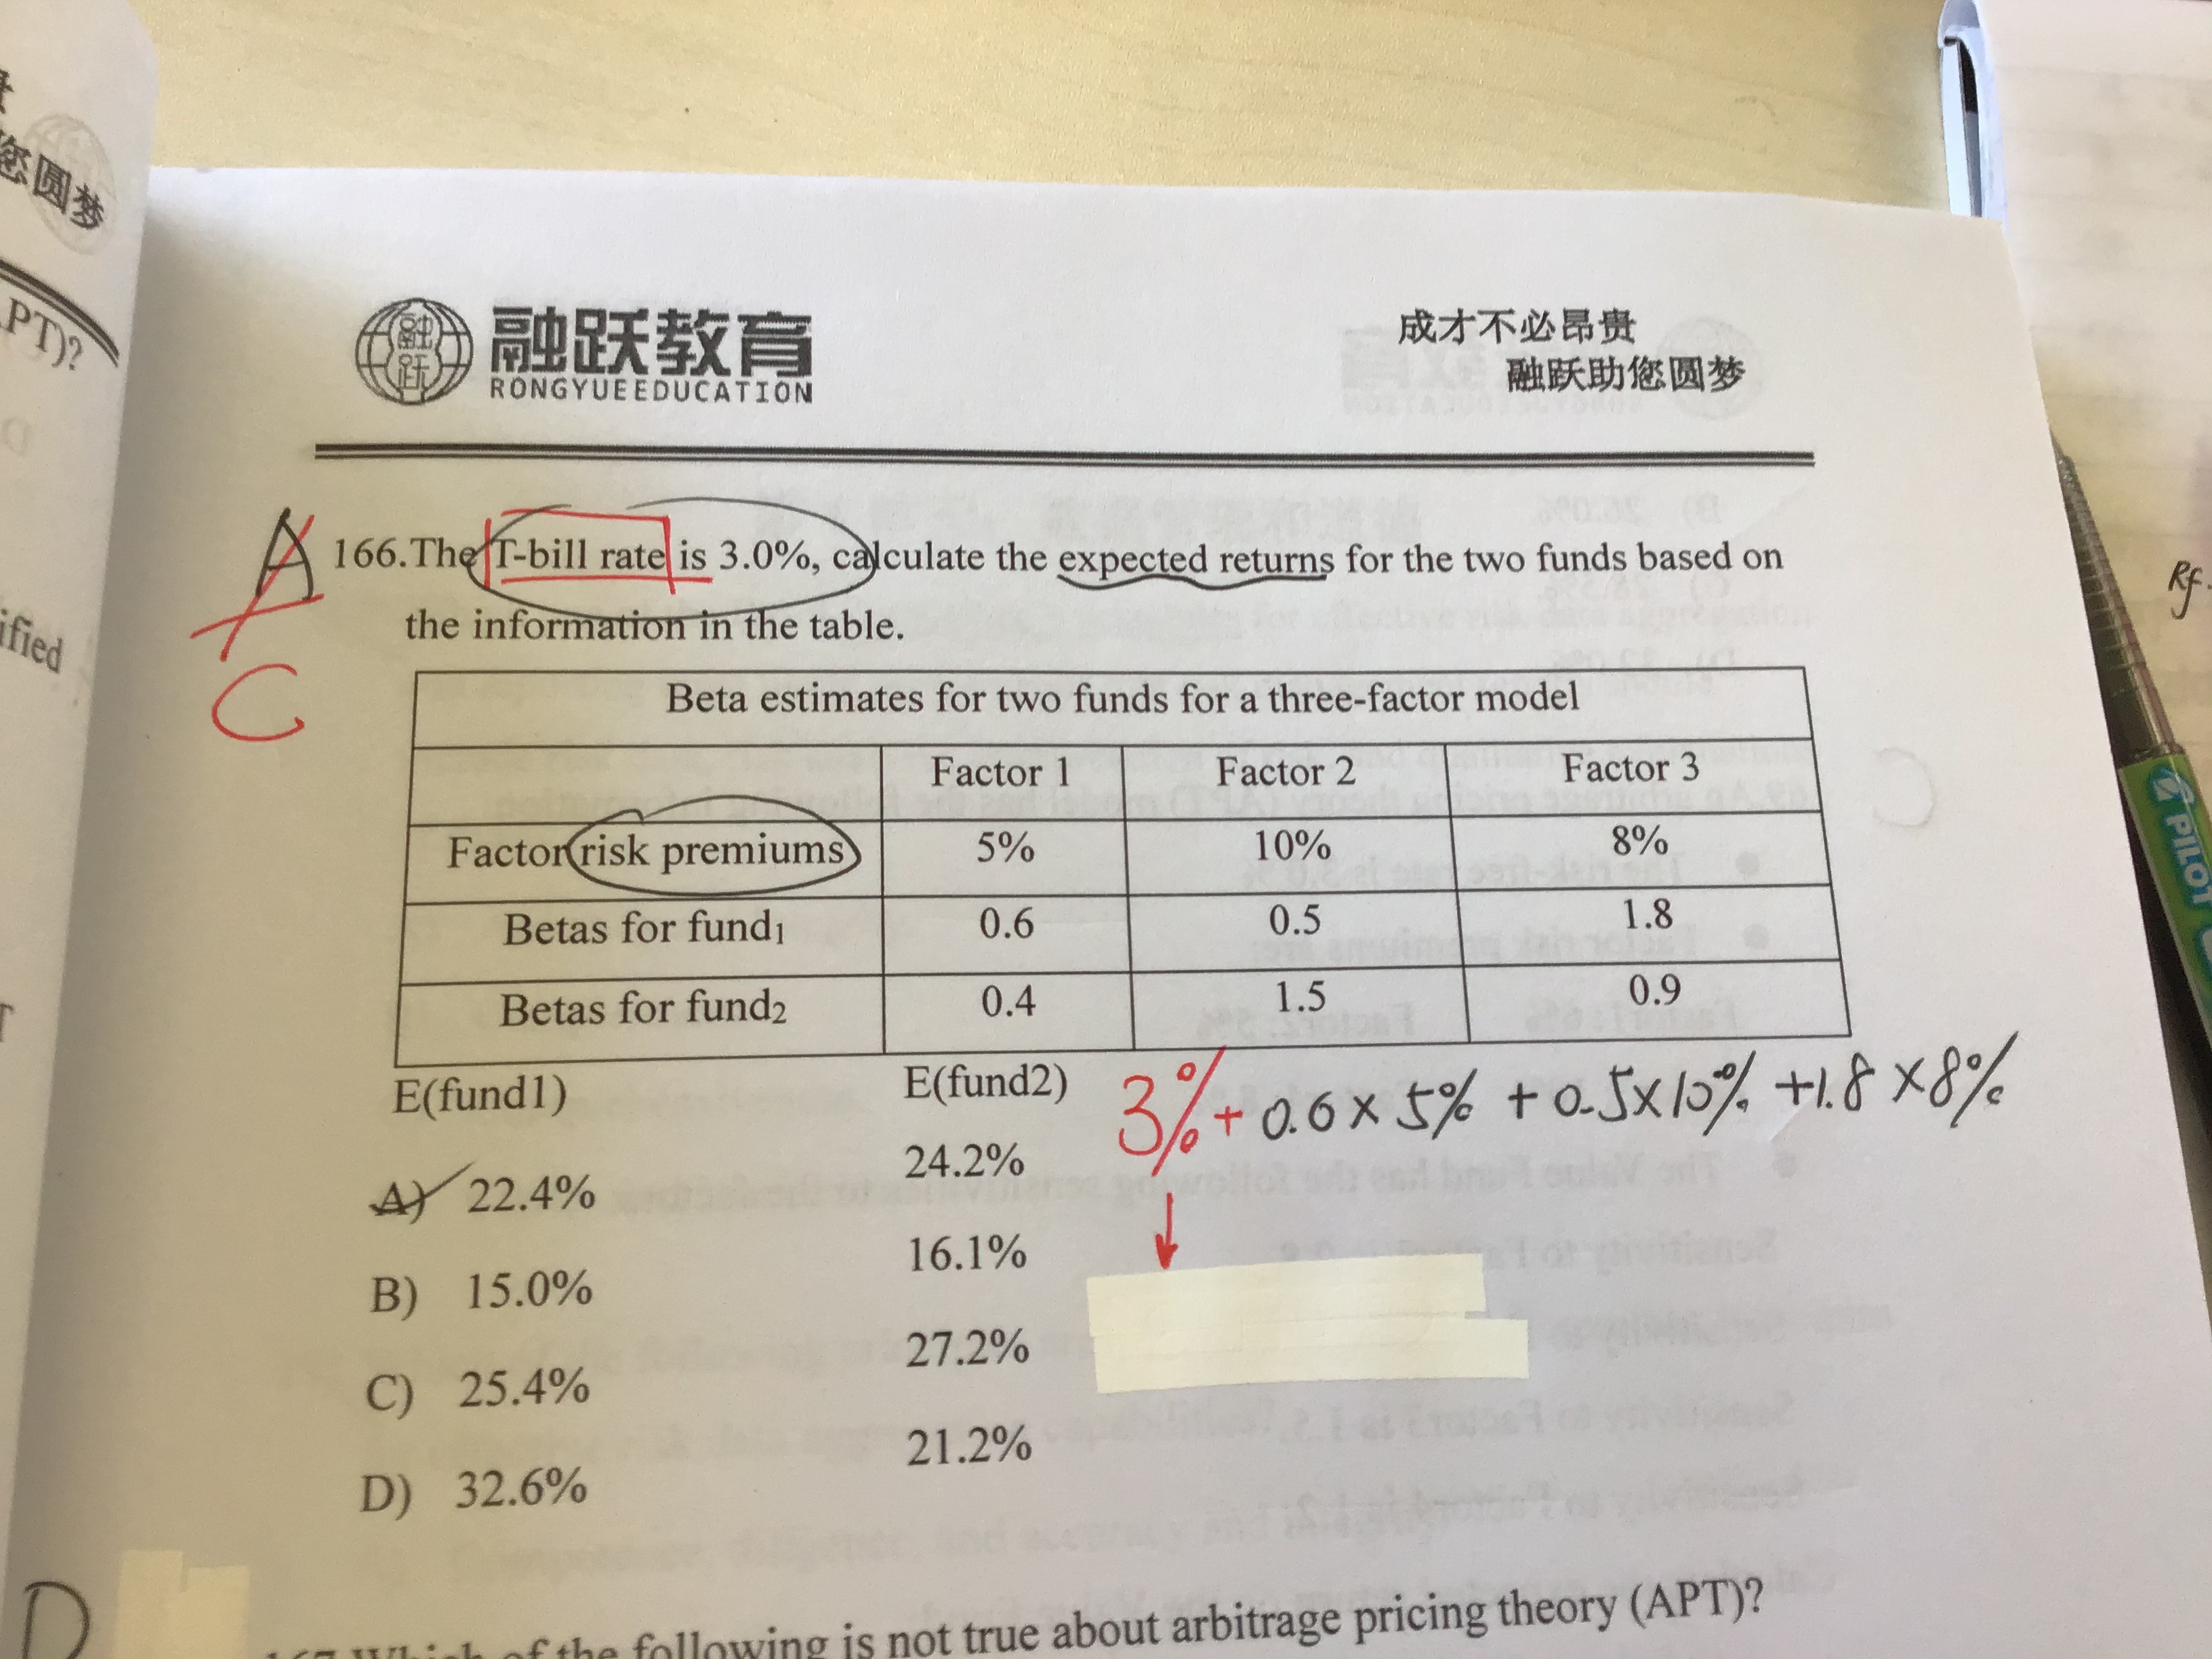 您圆梦
融跃
融跃教育
RONGYUEEDUCATION
成才不必昂贵
融跃助您圆梦
PT)?
ified
A
C
166.The T-bill rate is 3.0%, calculate the expected returns for the two funds based on
the information in the table.
Beta estimates for two funds for a three-factor model
Factor 1 Factor 2 Factor 3
Factor risk premiums 5% 10% 8%
Betas for fund1 0.6 0.5 1.8
Betas for fund2 0.4 1.5 0.9
E(fund1) E(fund2)
3% + 0.6 × 5% + 0.5×10% +1.8 ×8%
A) 22.4% 24.2%
B) 15.0% 16.1%
C) 25.4% 27.2%
D) 32.6% 21.2%
D
167.Which of the following is not true about arbitrage pricing theory (APT)?
Rf.
PILOT